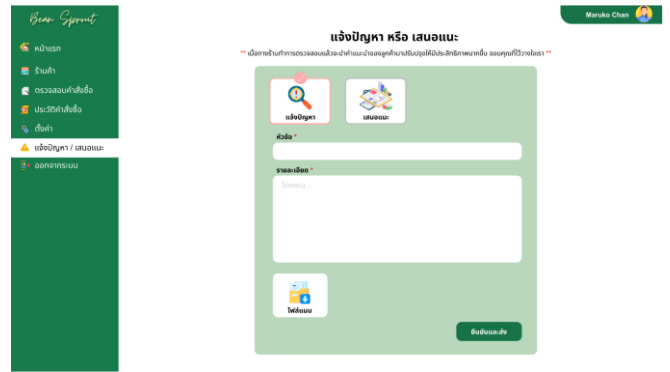 Bean Sprout
Maruko Chan
หน้าแรก
ร้านค้า
ตรวจสอบคำสั่งซื้อ
ประวัติคำสั่งซื้อ
ตั้งค่า
แจ้งปัญหา / เสนอแนะ
ออกจากระบบ
แจ้งปัญหา หรือ เสนอแนะ
** เมื่อทางร้านทำการตรวจสอบแล้วจะนำคำแนะนำของลูกค้ามาปรับปรุงให้มีประสิทธิภาพมากขึ้น ขอบคุณที่ไว้วางใจเรา **
แจ้งปัญหา
เสนอแนะ
หัวข้อ *
รายละเอียด *
โปรดระบุ...
ไฟล์แนบ
ยืนยันและส่ง